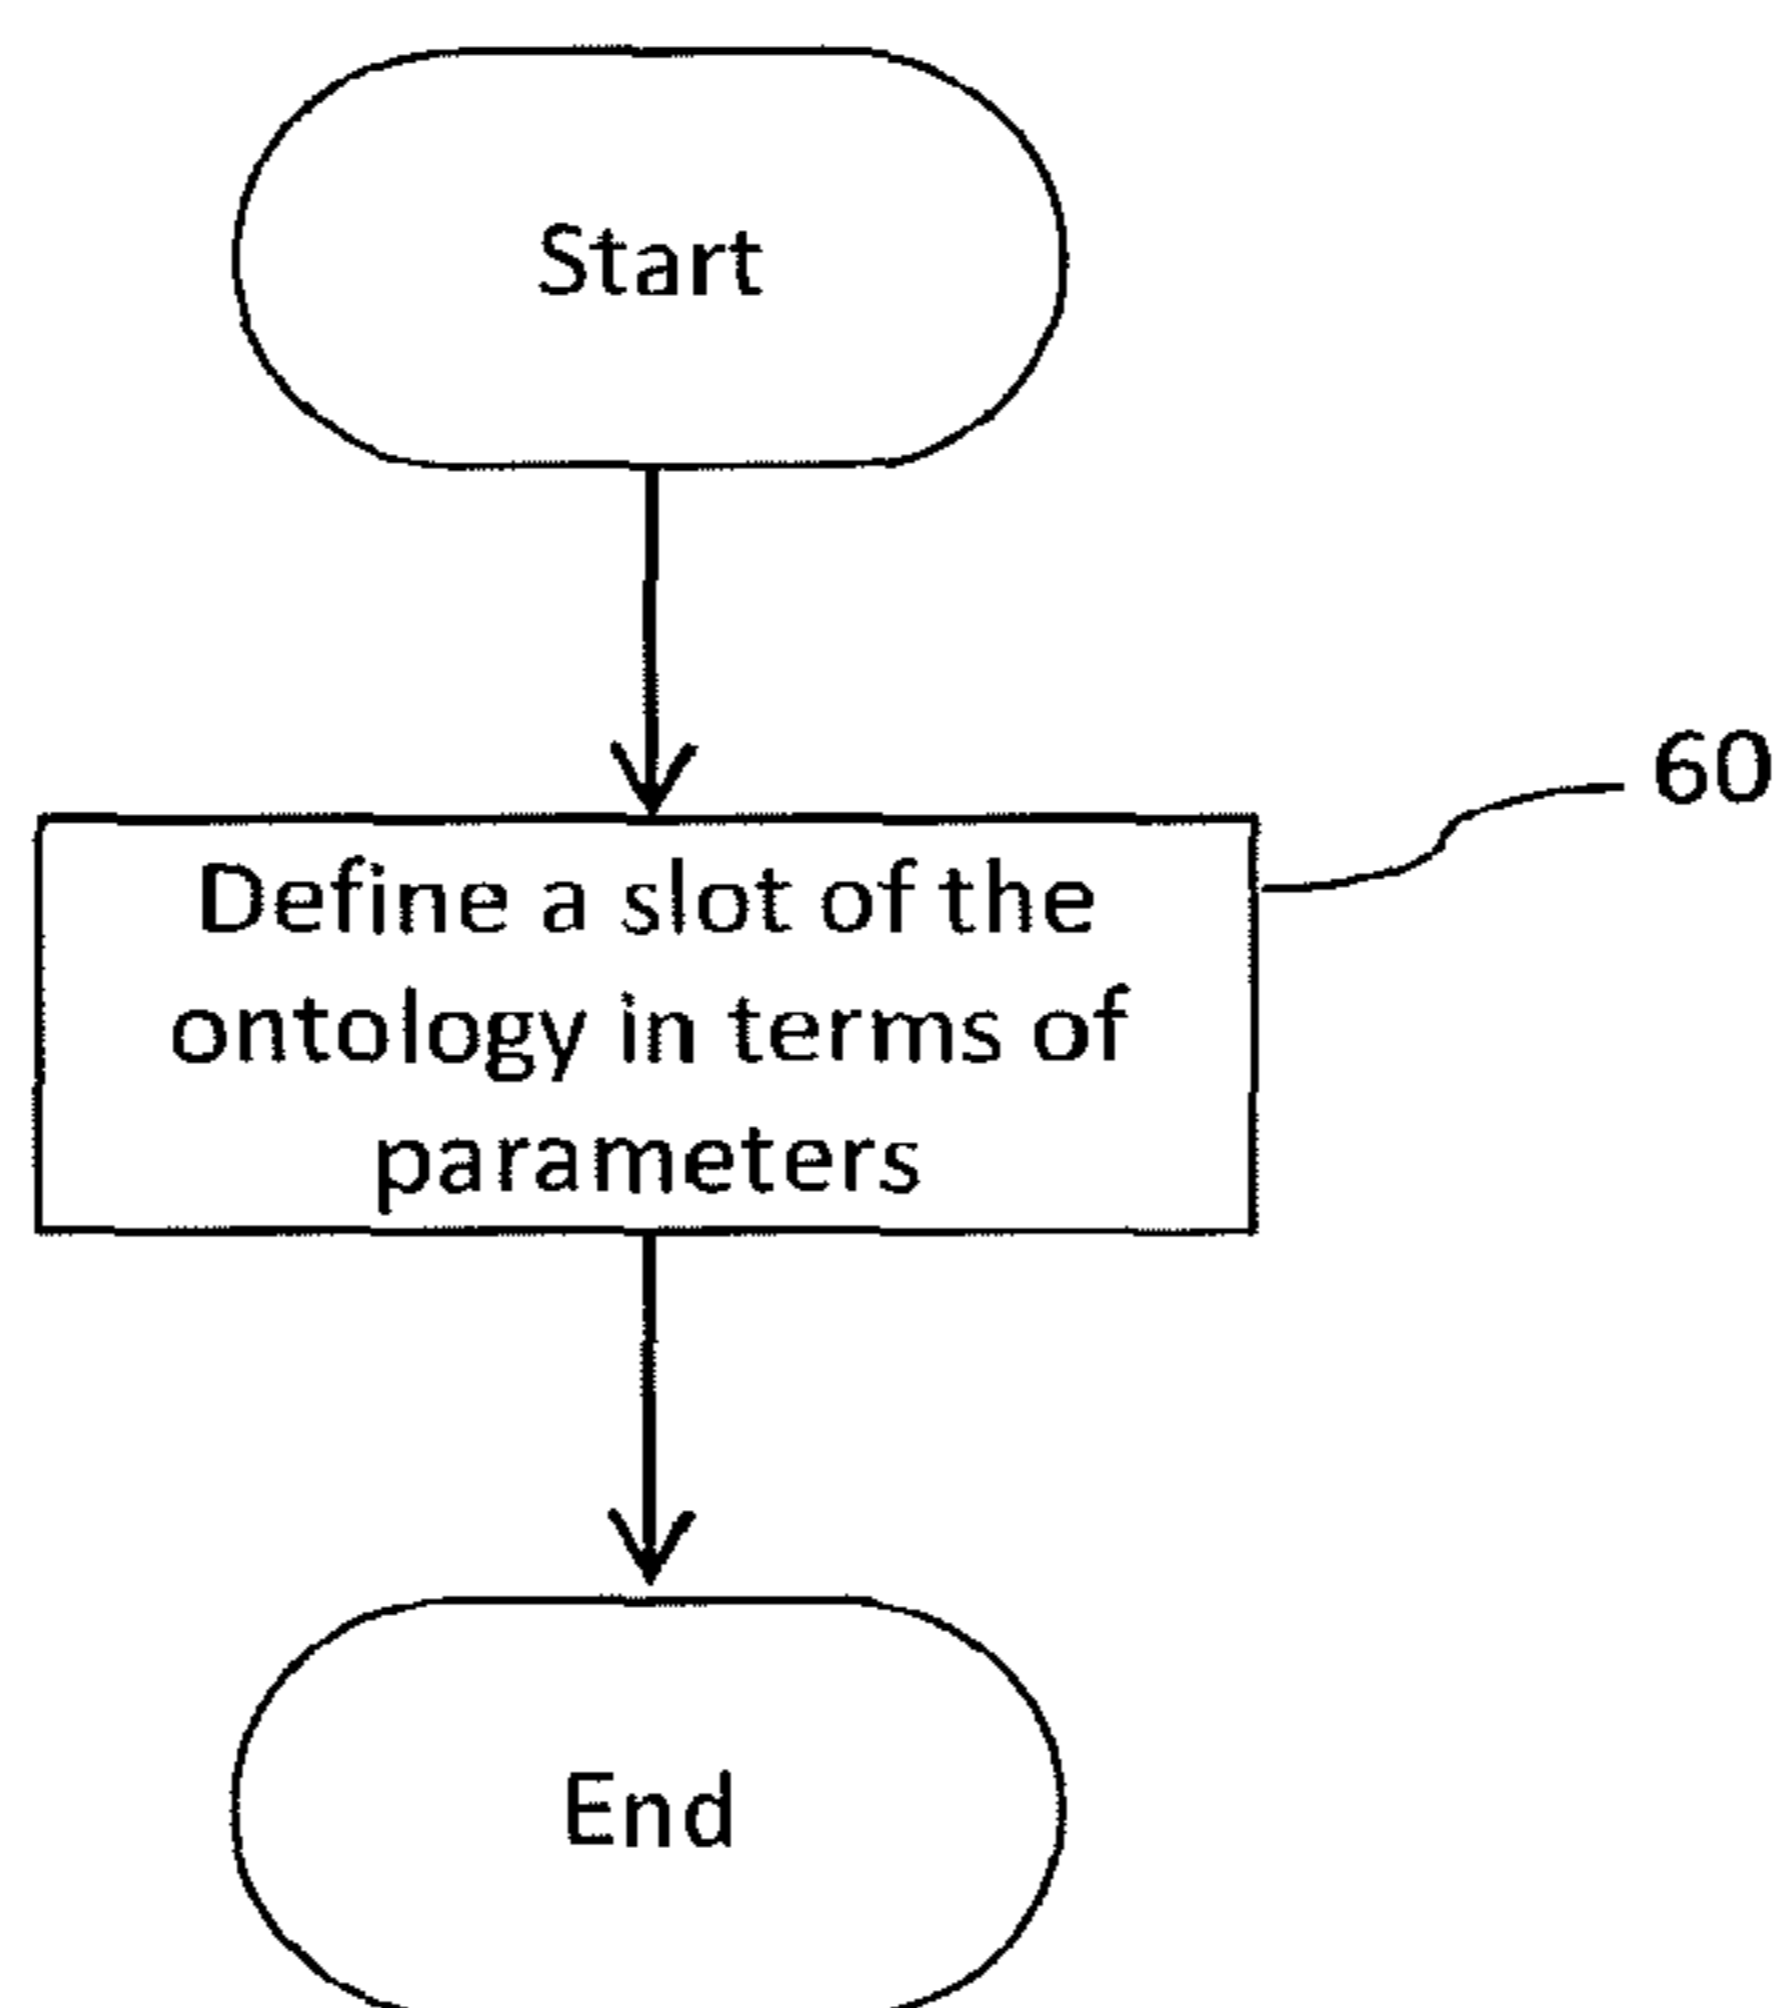 Start
60
Define a slot of the
ontology in terms of
parameters
End